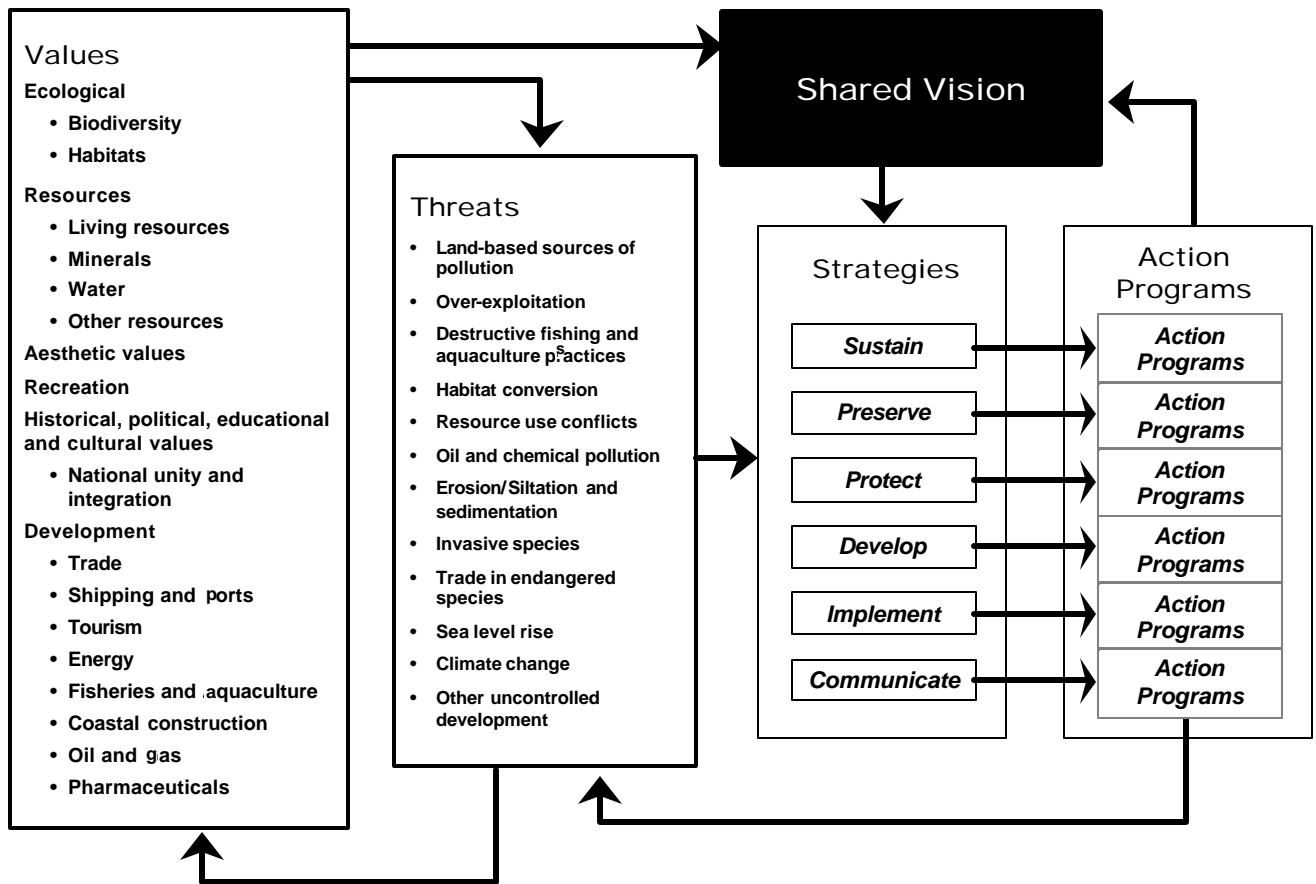 Values
Ecological
• Biodiversity
• Habitats
Resources
• Living resources
• Minerals
• Water
• Other resources
Aesthetic values
Recreation
Historical, political, educational
and cultural values
• National unity and
integration
Development
• Trade
• Shipping and ports
• Tourism
• Energy
• Fisheries and aquaculture
• Coastal construction
• Oil and gas
• Pharmaceuticals
Threats
• Land-based sources of
pollution
• Over-exploitation
• Destructive fishing and
aquaculture practices
• Habitat conversion
• Resource use conflicts
• Oil and chemical pollution
• Erosion/Siltation and
sedimentation
• Invasive species
• Trade in endangered
species
• Sea level rise
• Climate change
• Other uncontrolled
development
Shared Vision
Strategies
Sustain
Preserve
Protect
Develop
Implement
Communicate
Action
Programs
Action
Programs
Action
Programs
Action
Programs
Action
Programs
Action
Programs
Action
Programs